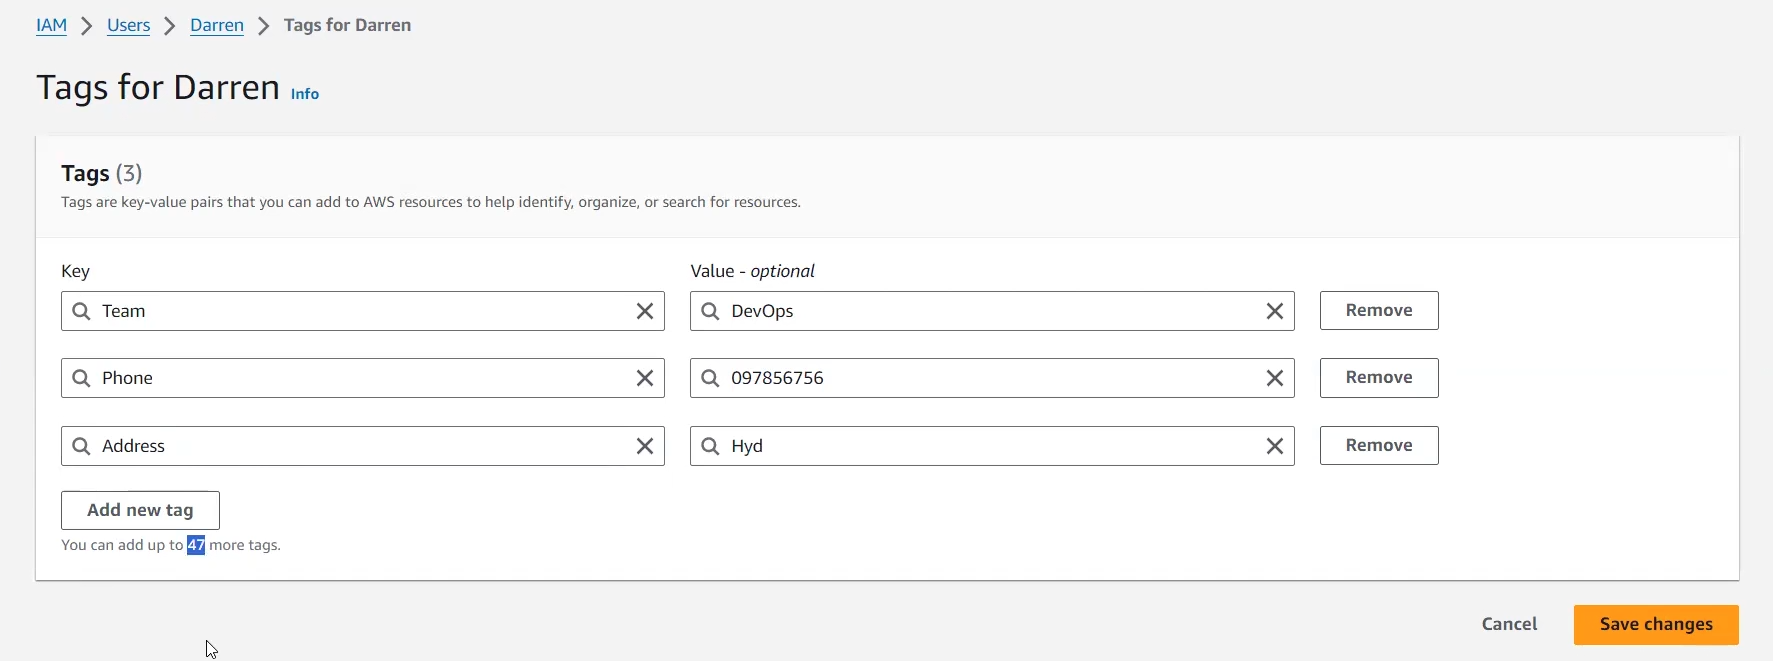 IAM > Users > Darren > Tags for Darren
Tags for Darren Info
Tags (3)
Tags are key-value pairs that you can add to AWS resources to help identify, organize, or search for resources.
Key Value - optional
Team DevOps Remove
Phone 097856756 Remove
Address Hyd Remove
Add new tag
You can add up to 47 more tags.
Cancel Save changes